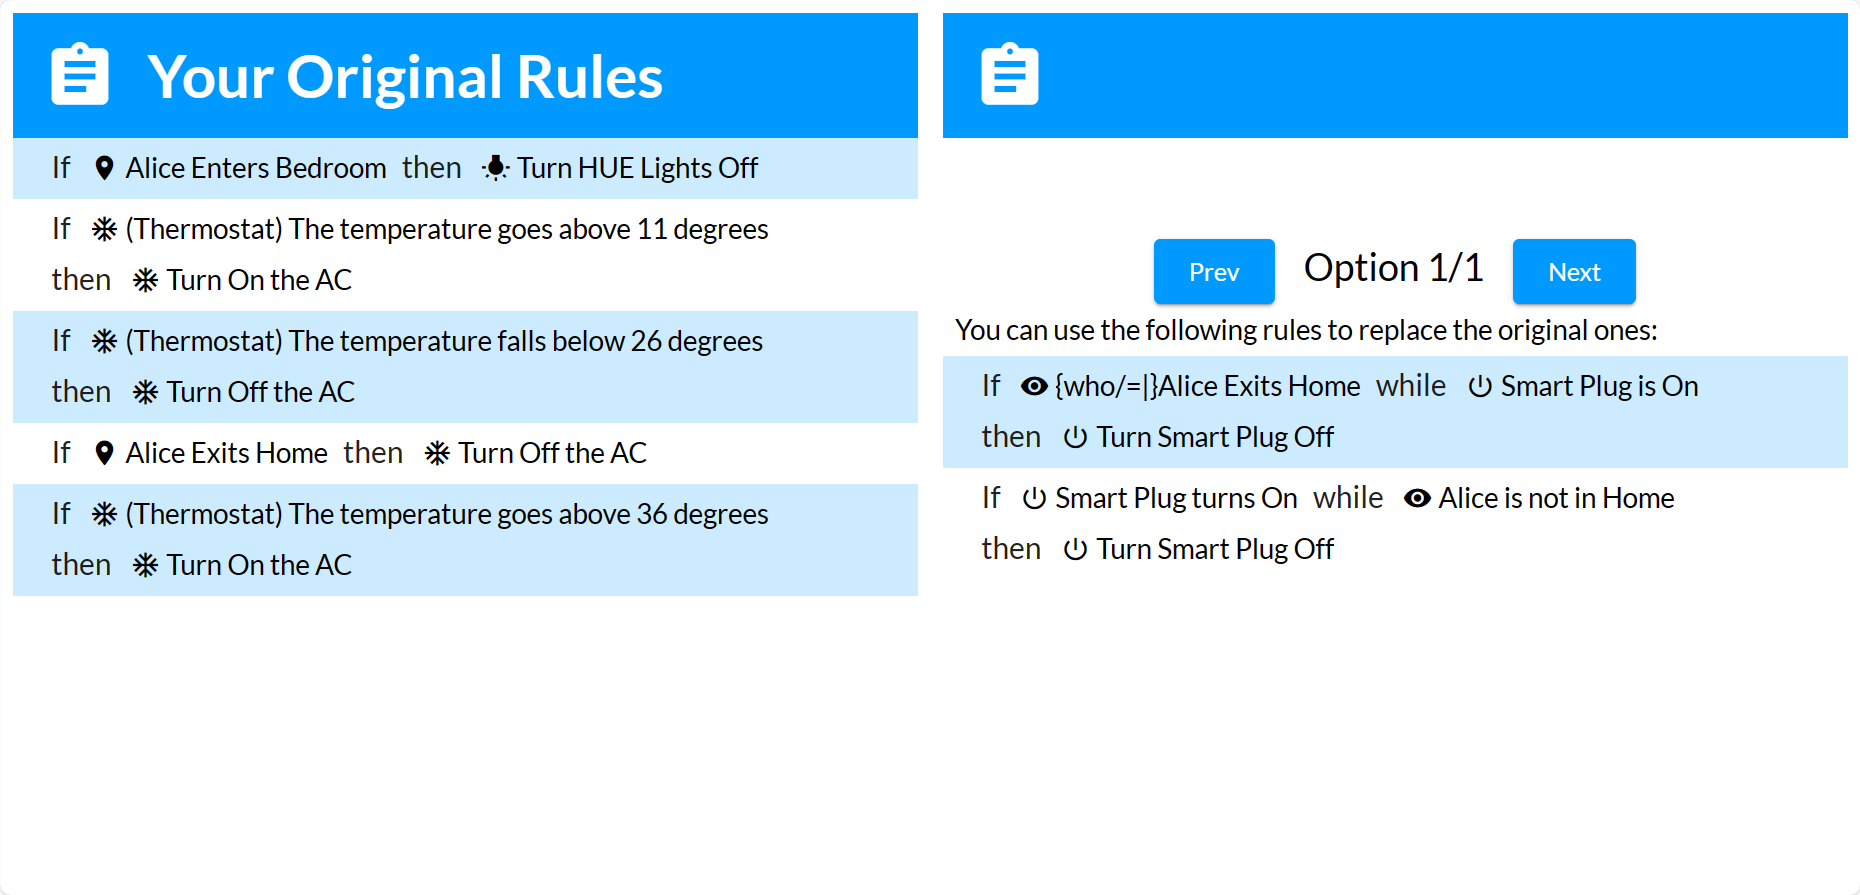 Your Original Rules
If Alice Enters Bedroom then Turn HUE Lights Off
If (Thermostat) The temperature goes above 11 degrees
then Turn On the AC
If (Thermostat) The temperature falls below 26 degrees
then Turn Off the AC
If Alice Exits Home then Turn Off the AC
If (Thermostat) The temperature goes above 36 degrees
then Turn On the AC
Prev Option 1/1 Next
You can use the following rules to replace the original ones:
If {who/=|}Alice Exits Home while Smart Plug is On
then Turn Smart Plug Off
If Smart Plug turns On while Alice is not in Home
then Turn Smart Plug Off